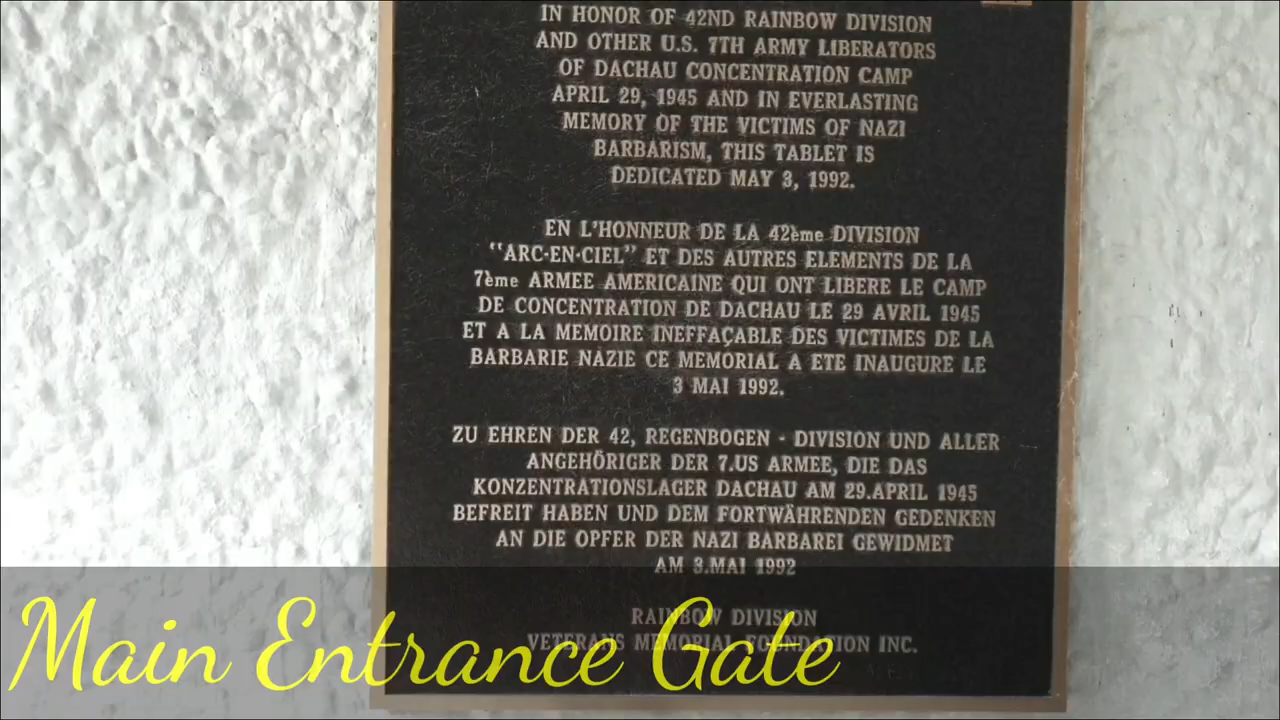 IN HONOR OF 42ND RAINBOW DIVISION
AND OTHER U.S. 7TH ARMY LIBERATORS
OF DACHAU CONCENTRATION CAMP
APRIL 29, 1945 AND IN EVERLASTING
MEMORY OF THE VICTIMS OF NAZI
BARBARISM, THIS TABLET IS
DEDICATED MAY 3, 1992.
EN L'HONNEUR DE LA 42ème DIVISION
"ARC-EN-CIEL" ET DES AUTRES ELEMENTS DE LA
7ème ARMEE AMERICAINE QUI ONT LIBERE LE CAMP
DE CONCENTRATION DE DACHAU LE 29 AVRIL 1945
ET A LA MEMOIRE INEFFAÇABLE DES VICTIMES DE LA
BARBARIE NAZIE CE MEMORIAL A ETE INAUGURE LE
3 MAI 1992.
ZU EHREN DER 42, REGENBOGEN - DIVISION UND ALLER
ANGEHÖRIGER DER 7.US ARMEE, DIE DAS
KONZENTRATIONSLAGER DACHAU AM 29.APRIL 1945
BEFREIT HABEN UND DEM FORTWÄHRENDEN GEDENKEN
AN DIE OPFER DER NAZI BARBAREI GEWIDMET
AM 3.MAI 1992
RAINBOW DIVISION
VETERANS MEMORIAL FOUNDATION INC.
Main Entrance Gate